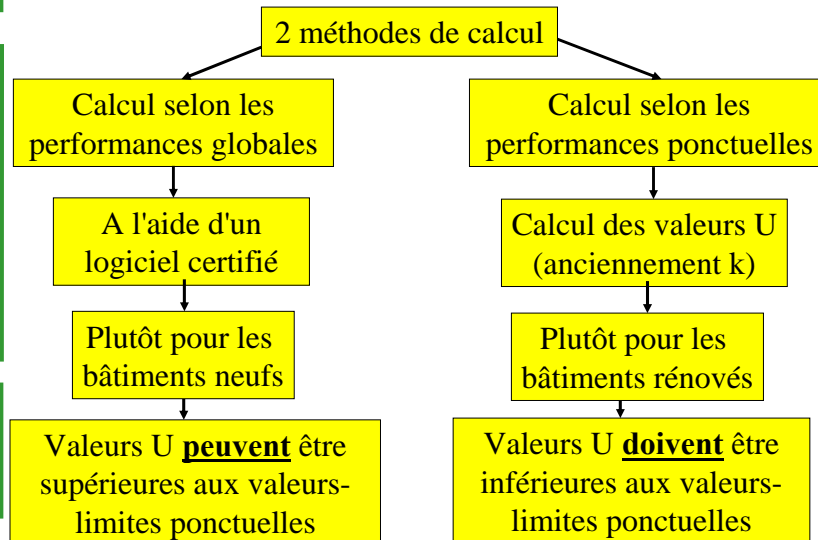 2 méthodes de calcul
Calcul selon les
performances globales
A l'aide d'un
logiciel certifié
Plutôt pour les
bâtiments neufs
Valeurs U peuvent être
supérieures aux valeurs-
limites ponctuelles
Calcul selon les
performances ponctuelles
Calcul des valeurs U
(anciennement k)
Plutôt pour les
bâtiments rénovés
Valeurs U doivent être
inférieures aux valeurs-
limites ponctuelles